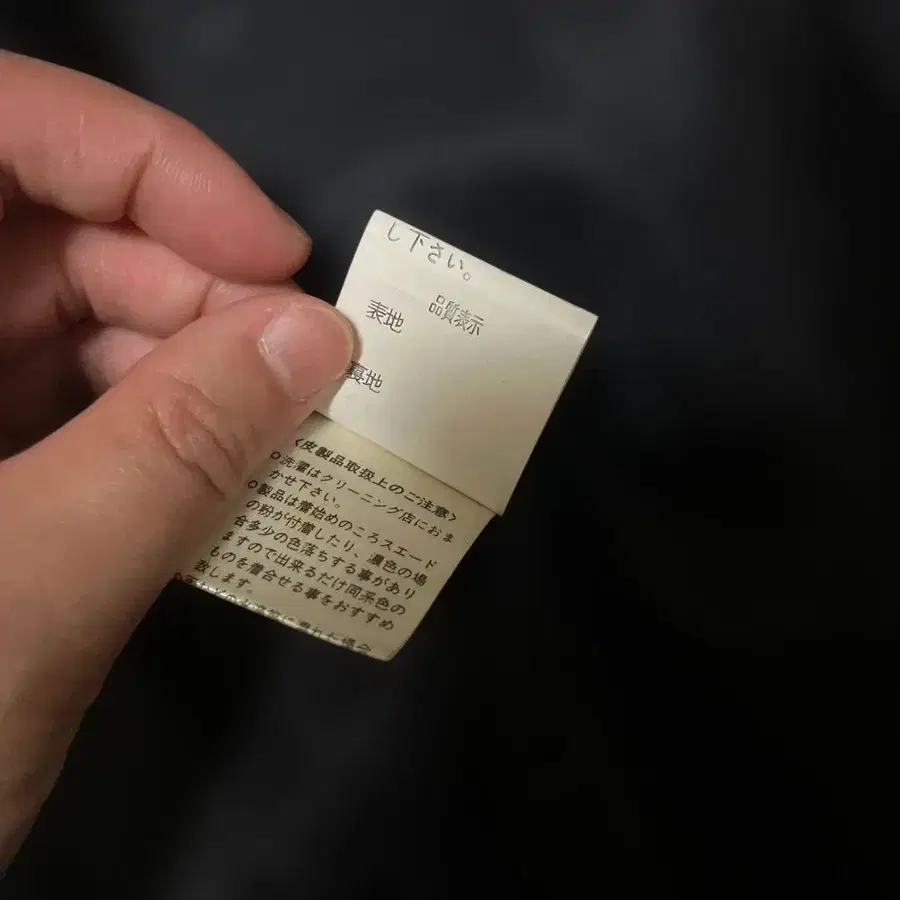 し下さい。
品質表示
表地
裏地
〈皮製品取扱上のご注意〉
○洗濯はクリーニング店におま
かせ下さい。
○製品は着始めのころスエード
の粉が付着したり、濃色の場
合多少の色落ちする事があり
ますので出来るだけ同系色の
ものを着合せる事をおすすめ
致します。